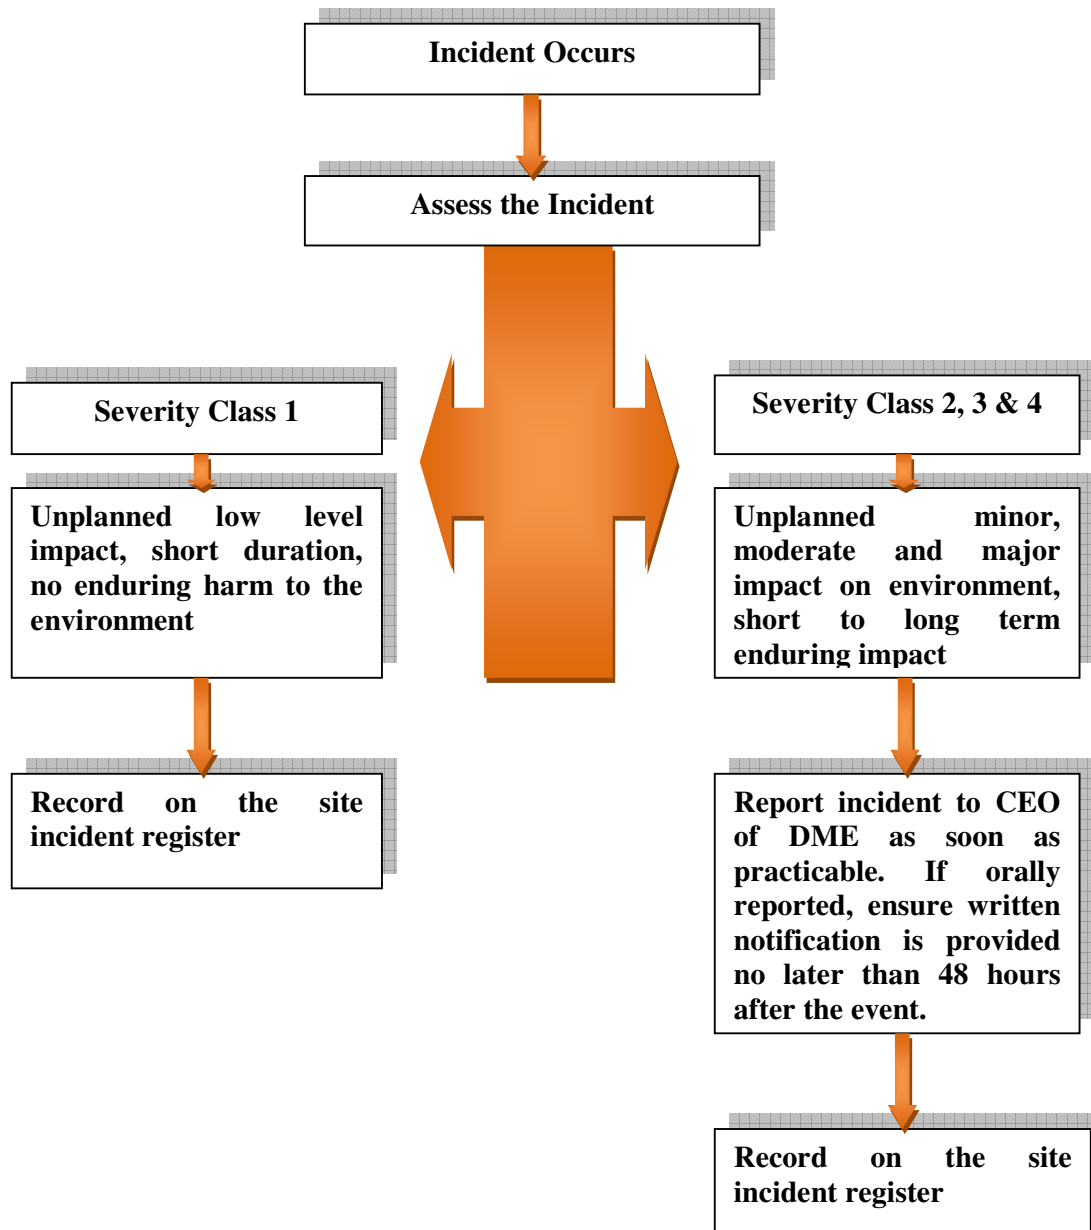 Incident Occurs
Assess the Incident
Severity Class 1
Unplanned low level
impact, short duration,
no enduring harm to the
environment
Record on the site
incident register
Severity Class 2, 3 & 4
Unplanned minor,
moderate and major
impact on environment,
short to long term
enduring impact
Report incident to CEO
of DME as soon as
practicable. If orally
reported, ensure written
notification is provided
no later than 48 hours
after the event.
Record on the site
incident register